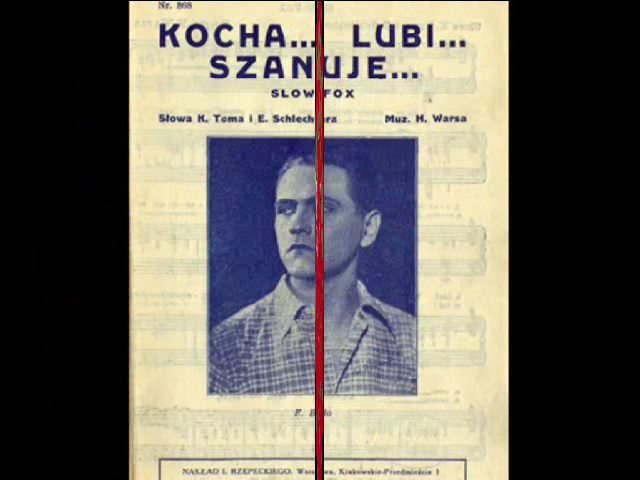 Nr. 868
KOCHA... LUBI...
SZANUJE...
SLOW FOX
Słowa K. Toma i E. Schlechtera Muz. H. Warsa
NAKŁAD I. RZEPECKIEGO, Warszawa, Krakowskie-Przedmieście 1